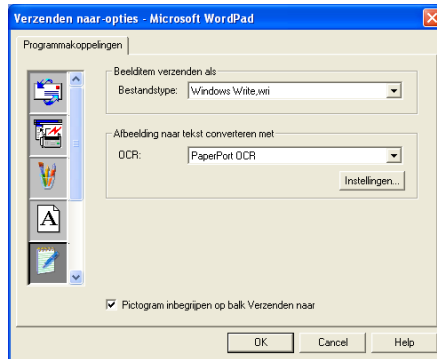 Verzenden naar-opties - Microsoft WordPad
Programmakoppelingen
Beelditem verzenden als
Bestandstype: Windows Write,wri
Afbeelding naar tekst converteren met
OCR: PaperPort OCR
Instellingen...
A
Pictogram inbegrijpen op balk Verzenden naar
OK Cancel Help